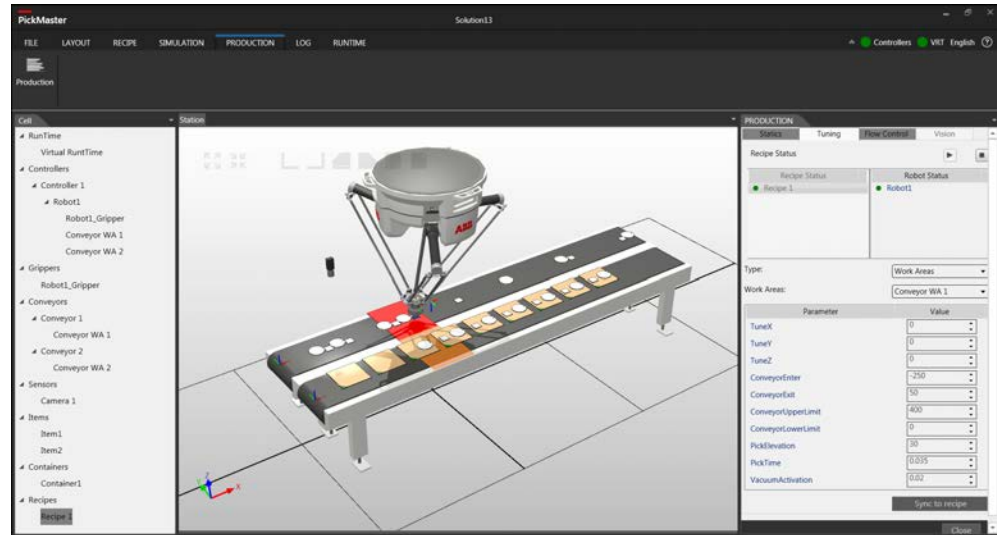 PickMaster
Solution13
FILE LAYOUT RECIPE SIMULATION PRODUCTION LOG RUNTIME
Controllers VRT English
Production
Cell
Station
PRODUCTION
RunTime
Virtual RunTime
Controllers
Controller 1
Robot1
Robot1_Gripper
Conveyor WA 1
Conveyor WA 2
Grippers
Robot1_Gripper
Conveyors
Conveyor 1
Conveyor WA 1
Conveyor 2
Conveyor WA 2
Sensors
Camera 1
Items
Item1
Item2
Containers
Container1
Recipes
Recipe 1
ABB
Z
X
Statics Tuning Flow Control Vision
Recipe Status
Recipe Status Robot Status
Recipe 1 Robot1
Type: Work Areas
Work Areas: Conveyor WA 1
Parameter Value
TuneX 0
TuneY 0
TuneZ 0
ConveyorEnter -250
ConveyorExit 50
ConveyorUpperLimit 400
ConveyorLowerLimit 0
PickElevation 30
PickTime 0.035
VacuumActivation 0.02
Sync to recipe
Close